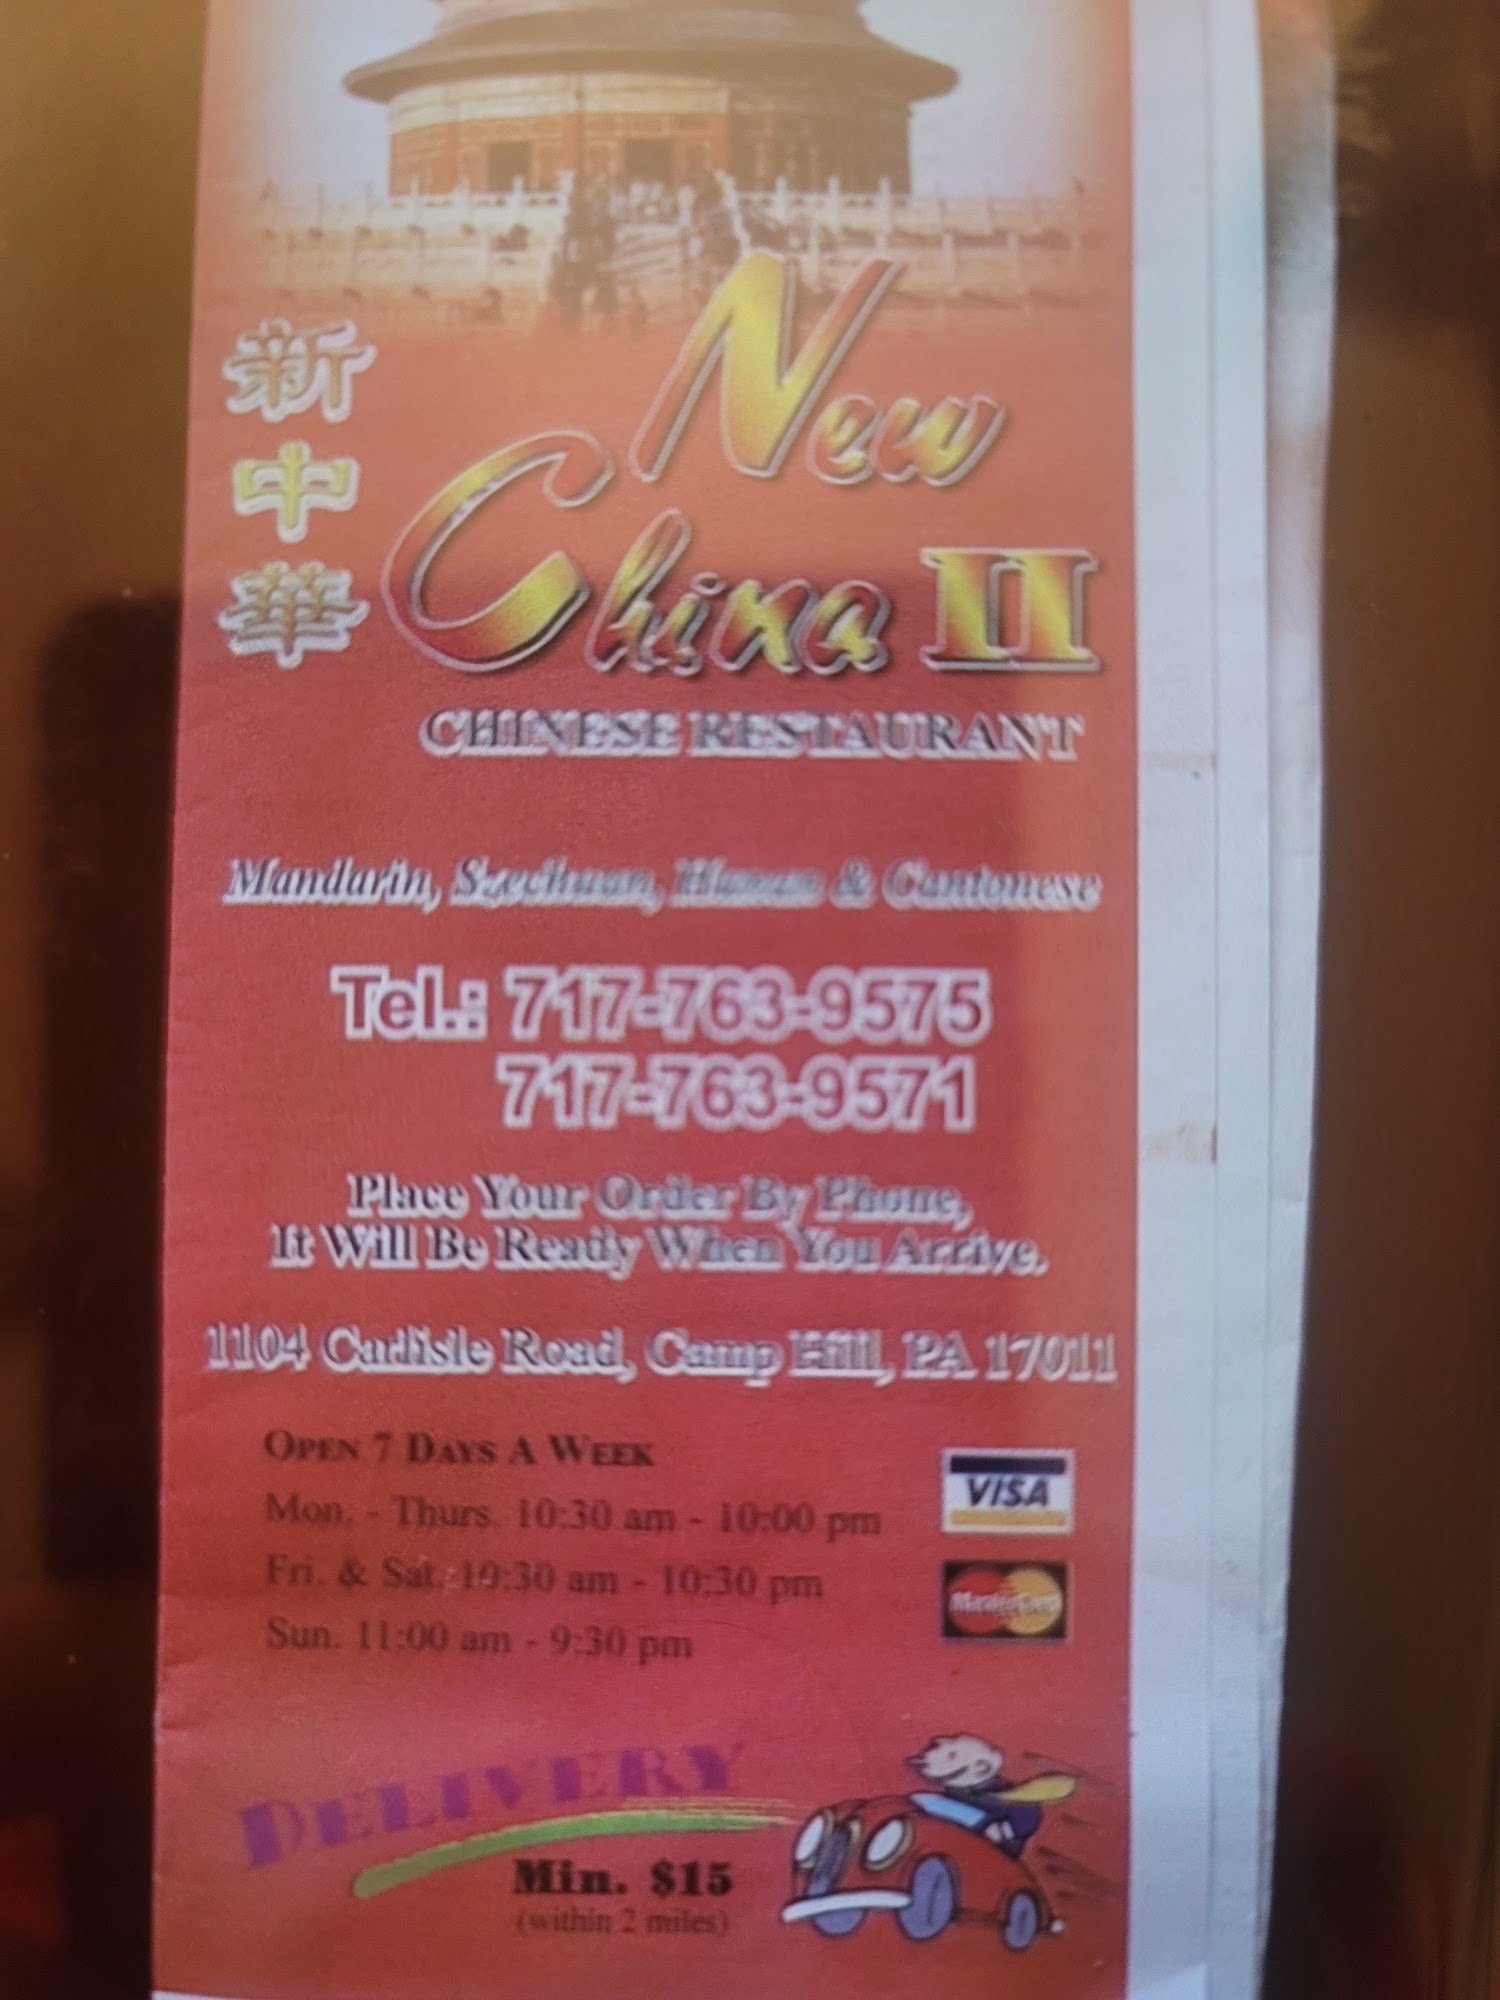 新中華
New
China II
CHINESE RESTAURANT
Mandarin, Szechuan, Hunan & Cantonese
Tel.: 717-763-9575
717-763-9571
Place Your Order By Phone,
It Will Be Ready When You Arrive.
1104 Carlisle Road, Camp Hill, PA 17011
OPEN 7 DAYS A WEEK
Mon. - Thurs. 10:30 am - 10:00 pm
VISA
Fri. & Sat. 10:30 am - 10:30 pm
MasterCard
Sun. 11:00 am - 9:30 pm
DELIVERY
Min. $15
(within 2 miles)